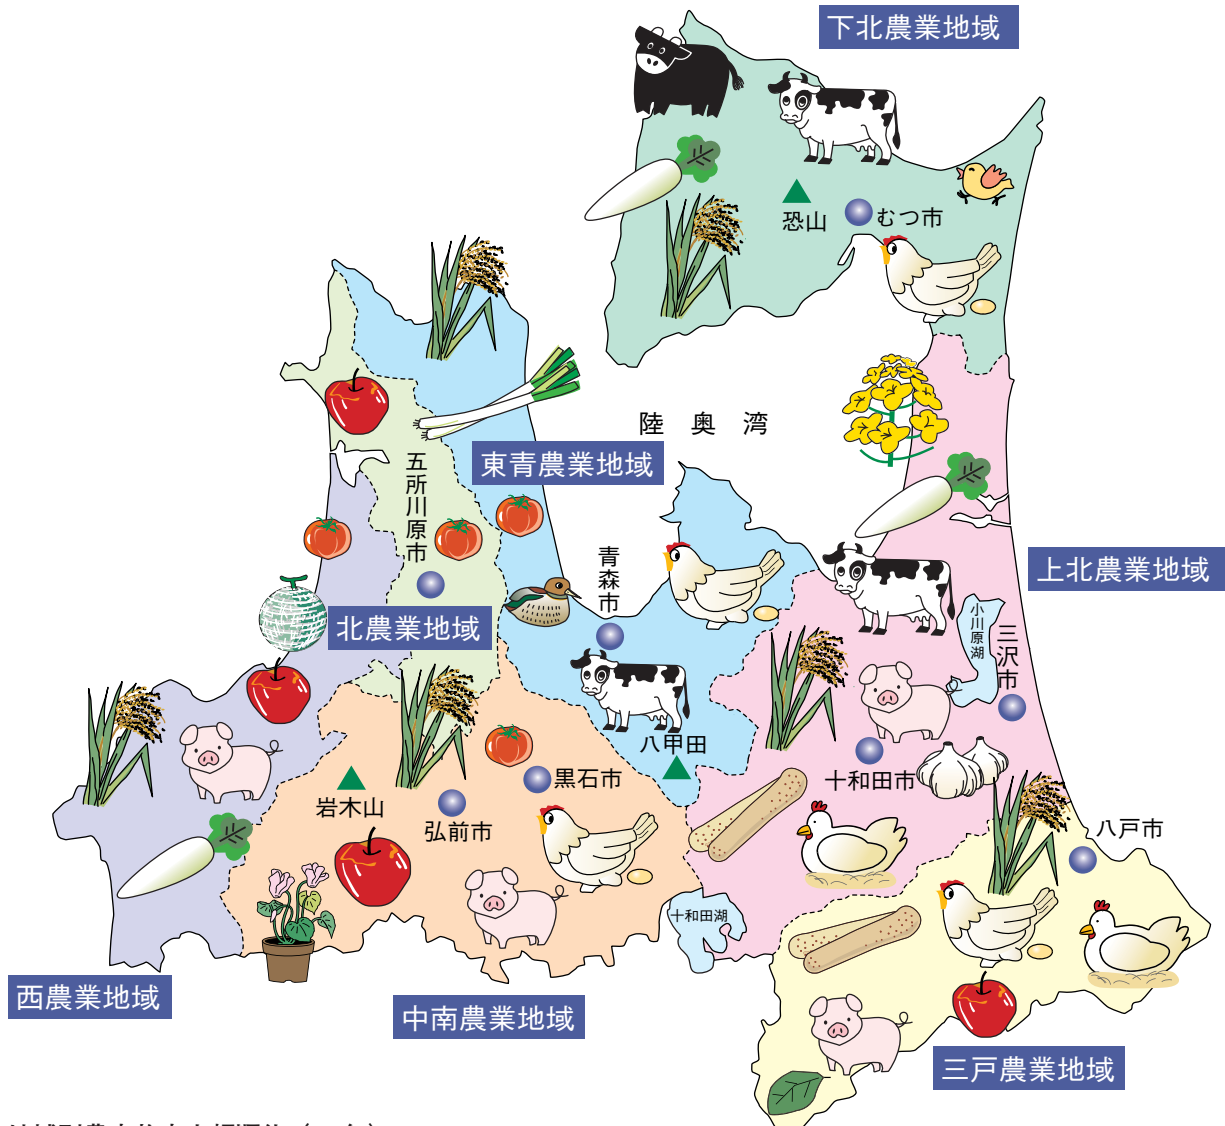 下北農業地域
恐山
むつ市
陸奥湾
東青農業地域
五所川原市
青森市
上北農業地域
北農業地域
小川原湖
三沢市
八甲田
十和田市
黒石市
岩木山
弘前市
八戸市
十和田湖
西農業地域
中南農業地域
三戸農業地域